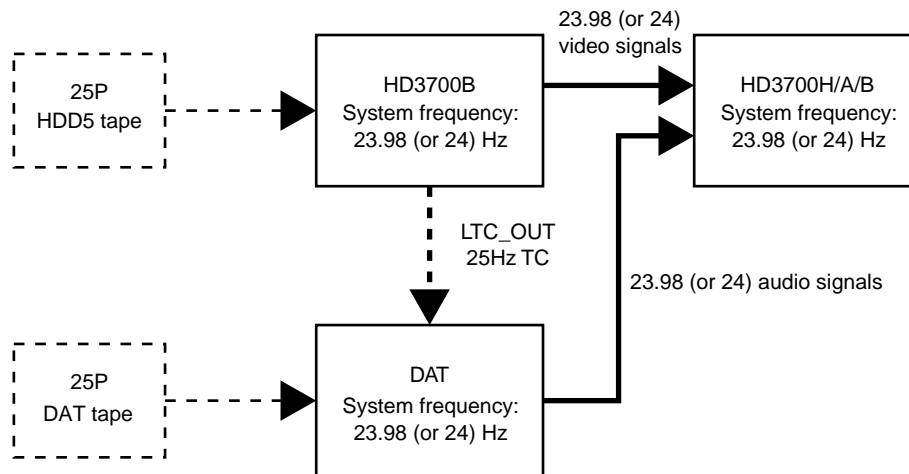 23.98 (or 24)
video signals
25P
HDD5 tape
HD3700B
System frequency:
23.98 (or 24) Hz
HD3700H/A/B
System frequency:
23.98 (or 24) Hz
LTC_OUT
25Hz TC
23.98 (or 24) audio signals
25P
DAT tape
DAT
System frequency:
23.98 (or 24) Hz